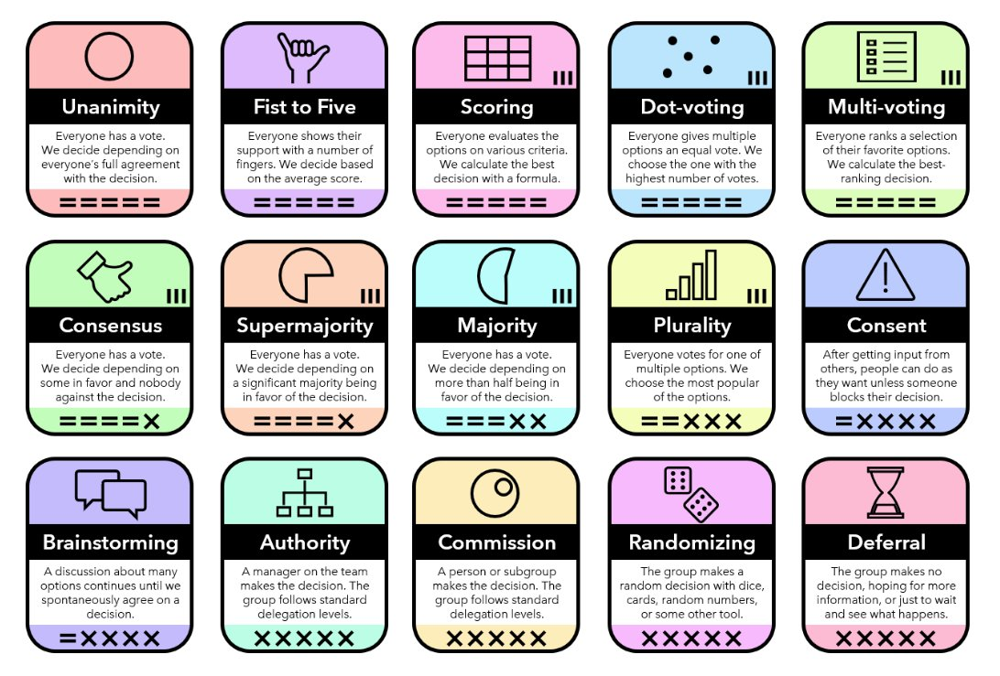 Unanimity
Everyone has a vote.
We decide depending on
everyone's full agreement
with the decision.
=====
Fist to Five
Everyone shows their
support with a number of
fingers. We decide based
on the average score.
=====
III
Scoring
Everyone evaluates the
options on various criteria.
We calculate the best
decision with a formula.
=====
III
Dot-voting
Everyone gives multiple
options an equal vote. We
choose the one with the
highest number of votes.
=====
III
Multi-voting
Everyone ranks a selection
of their favorite options.
We calculate the best-
ranking decision.
=====
III
Consensus
Everyone has a vote.
We decide depending on
some in favor and nobody
against the decision.
====×
III
Supermajority
Everyone has a vote.
We decide depending on
a significant majority being
in favor of the decision.
====×
III
Majority
Everyone has a vote.
We decide depending on
more than half being in
favor of the decision.
===××
III
Plurality
Everyone votes for one of
multiple options. We
choose the most popular
of the options.
==×××
Consent
After getting input from
others, people can do as
they want unless someone
blocks their decision.
=××××
Brainstorming
A discussion about many
options continues until we
spontaneously agree on a
decision.
=××××
Authority
A manager on the team
makes the decision. The
group follows standard
delegation levels.
×××××
Commission
A person or subgroup
makes the decision. The
group follows standard
delegation levels.
×××××
Randomizing
The group makes a
random decision with dice,
cards, random numbers,
or some other tool.
×××××
Deferral
The group makes no
decision, hoping for more
information, or just to wait
and see what happens.
×××××